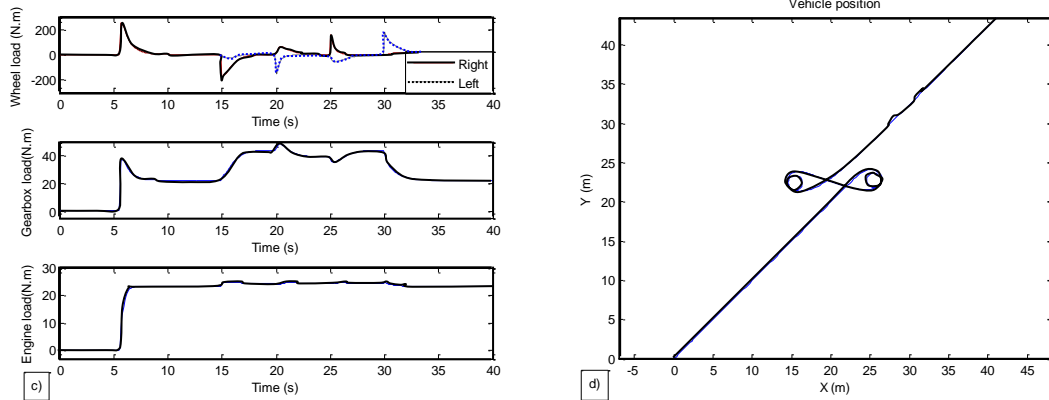 Wheel load (N.m)
200
0
-200
Right
Left
0 5 10 15 20 25 30 35 40
Time (s)
Gearbox load(N.m)
40
20
0
0 5 10 15 20 25 30 35 40
Time (s)
Engine load(N.m)
30
20
10
0
0 5 10 15 20 25 30 35 40
Time (s)
c)
Vehicle position
Y (m)
40
35
30
25
20
15
10
5
0
-5 0 5 10 15 20 25 30 35 40 45
X (m)
d)